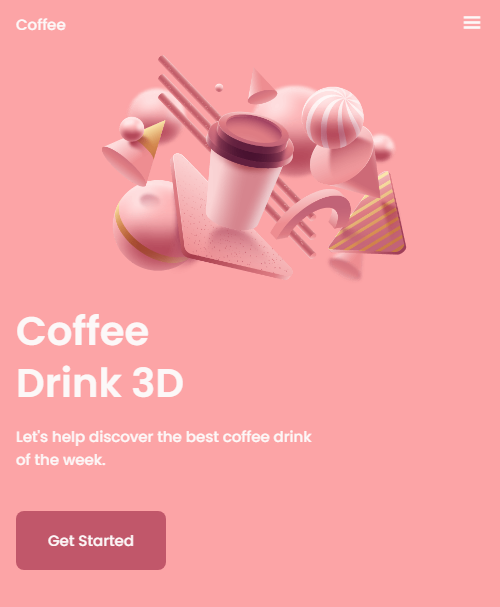 Coffee
Coffee
Drink 3D
Let's help discover the best coffee drink
of the week.
Get Started